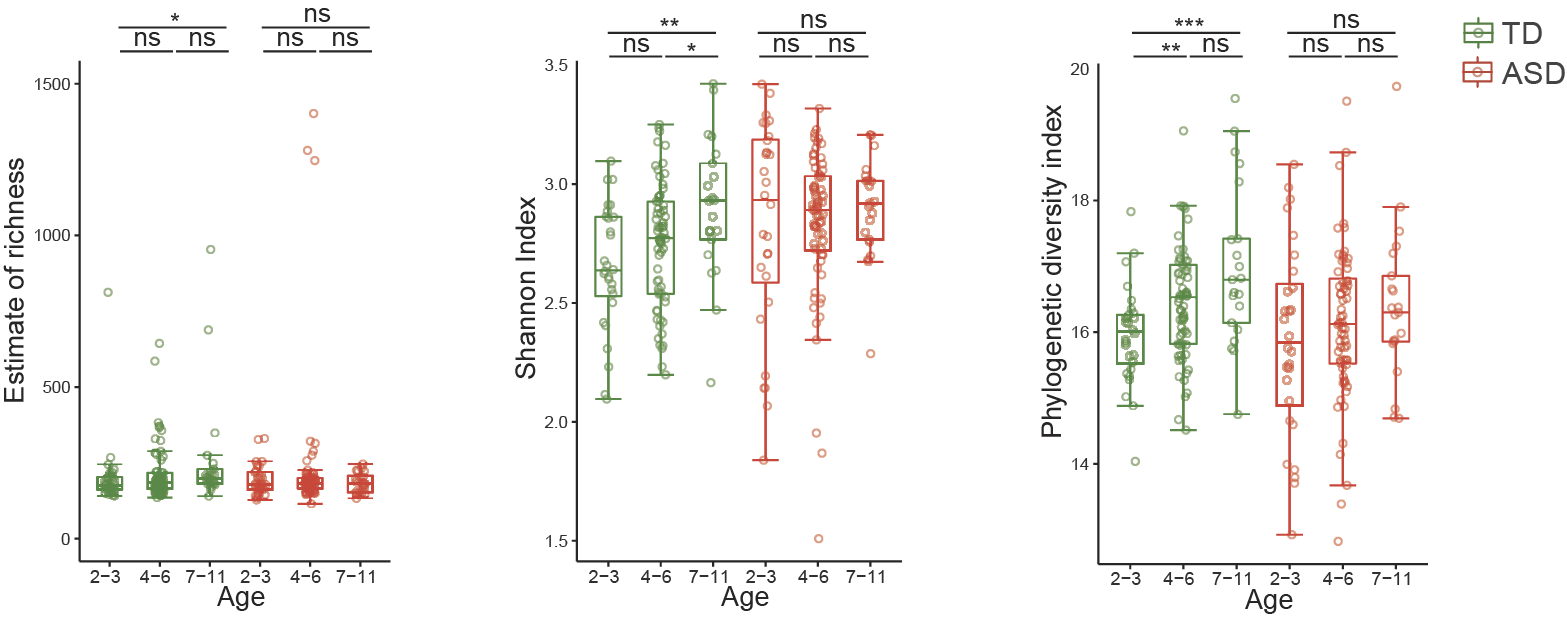 *
ns
ns ns
ns ns
Estimate of richness
1500
1000
500
0
2–3 4–6 7–11 2–3 4–6 7–11
Age
**
ns
ns *
ns ns
Shannon Index
3.5
3.0
2.5
2.0
1.5
2–3 4–6 7–11 2–3 4–6 7–11
Age
***
ns
** ns
ns ns
Phylogenetic diversity index
20
18
16
14
2–3 4–6 7–11 2–3 4–6 7–11
Age
TD
ASD